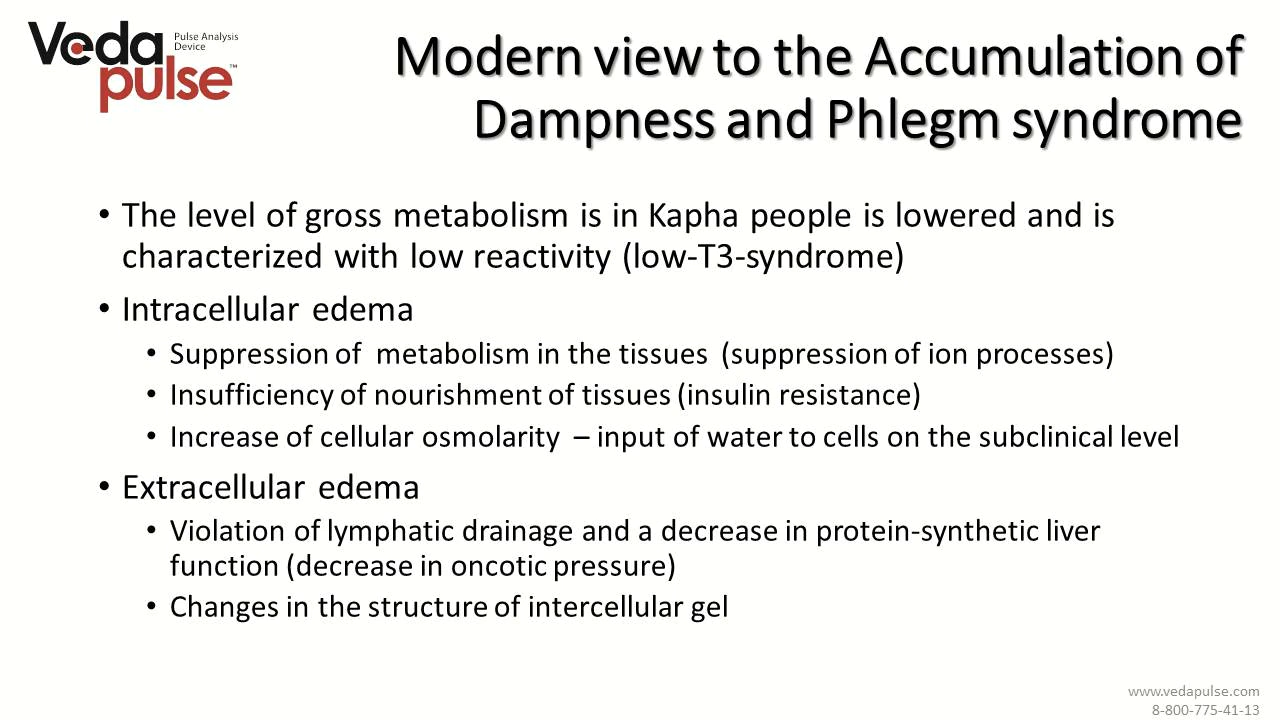 Veda
pulse™
Pulse Analysis
Device
Modern view to the Accumulation of
Dampness and Phlegm syndrome
• The level of gross metabolism is in Kapha people is lowered and is
characterized with low reactivity (low-T3-syndrome)
• Intracellular edema
• Suppression of metabolism in the tissues (suppression of ion processes)
• Insufficiency of nourishment of tissues (insulin resistance)
• Increase of cellular osmolarity – input of water to cells on the subclinical level
• Extracellular edema
• Violation of lymphatic drainage and a decrease in protein-synthetic liver
function (decrease in oncotic pressure)
• Changes in the structure of intercellular gel
www.vedapulse.com
8-800-775-41-13